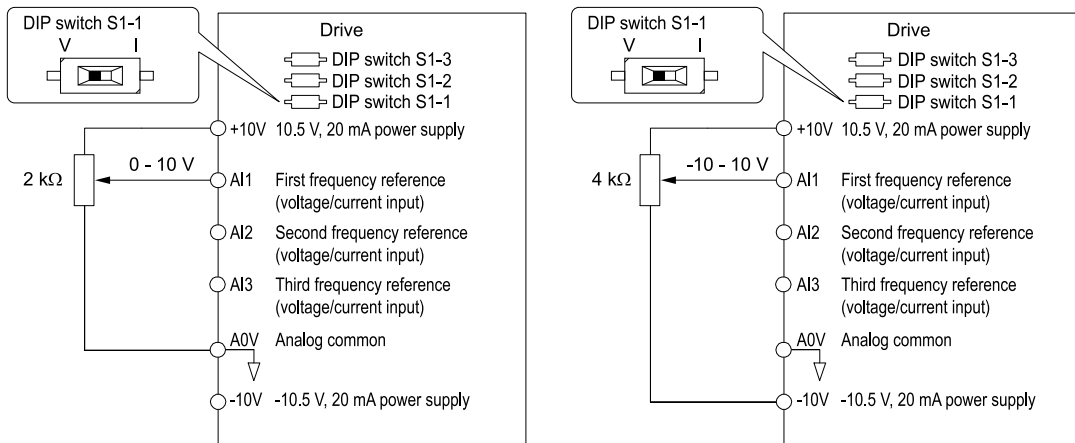 DIP switch S1-1
V I
Drive
DIP switch S1-3
DIP switch S1-2
DIP switch S1-1
+10V 10.5 V, 20 mA power supply
0 - 10 V
2 kΩ
AI1 First frequency reference
(voltage/current input)
AI2 Second frequency reference
(voltage/current input)
AI3 Third frequency reference
(voltage/current input)
A0V Analog common
-10V -10.5 V, 20 mA power supply
DIP switch S1-1
V I
Drive
DIP switch S1-3
DIP switch S1-2
DIP switch S1-1
+10V 10.5 V, 20 mA power supply
-10 - 10 V
4 kΩ
AI1 First frequency reference
(voltage/current input)
AI2 Second frequency reference
(voltage/current input)
AI3 Third frequency reference
(voltage/current input)
A0V Analog common
-10V -10.5 V, 20 mA power supply